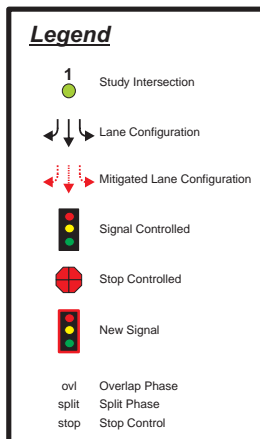 Legend
1
Study Intersection
Lane Configuration
Mitigated Lane Configuration
Signal Controlled
Stop Controlled
New Signal
ovl Overlap Phase
split Split Phase
stop Stop Control